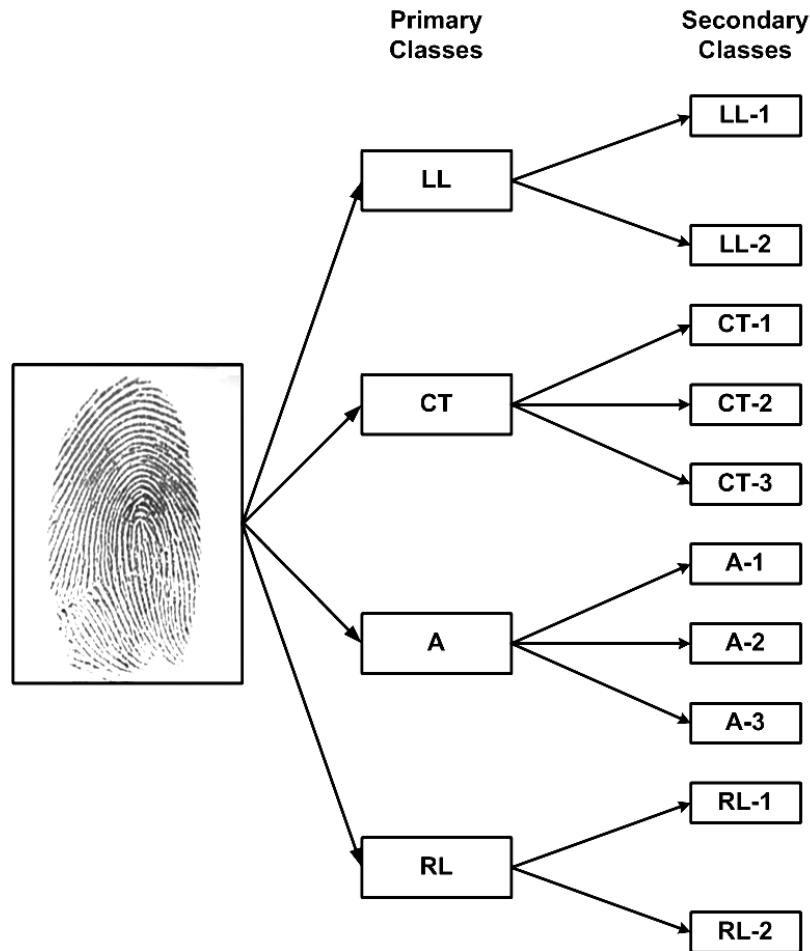 Primary
Classes
Secondary
Classes
LL
LL-1
LL-2
CT
CT-1
CT-2
CT-3
A
A-1
A-2
A-3
RL
RL-1
RL-2